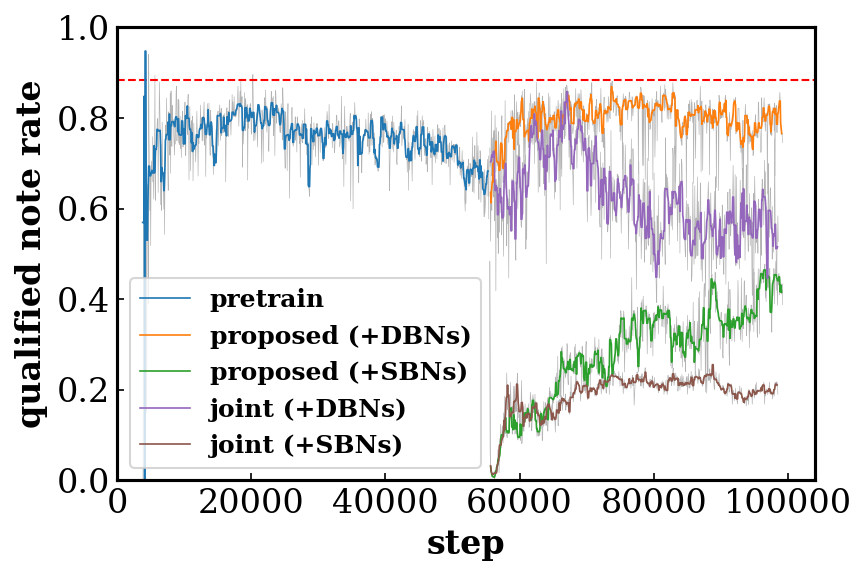 1.0
0.8
0.6
0.4
0.2
0.0
qualified note rate
pretrain
proposed (+DBNs)
proposed (+SBNs)
joint (+DBNs)
joint (+SBNs)
0 20000 40000 60000 80000 100000
step